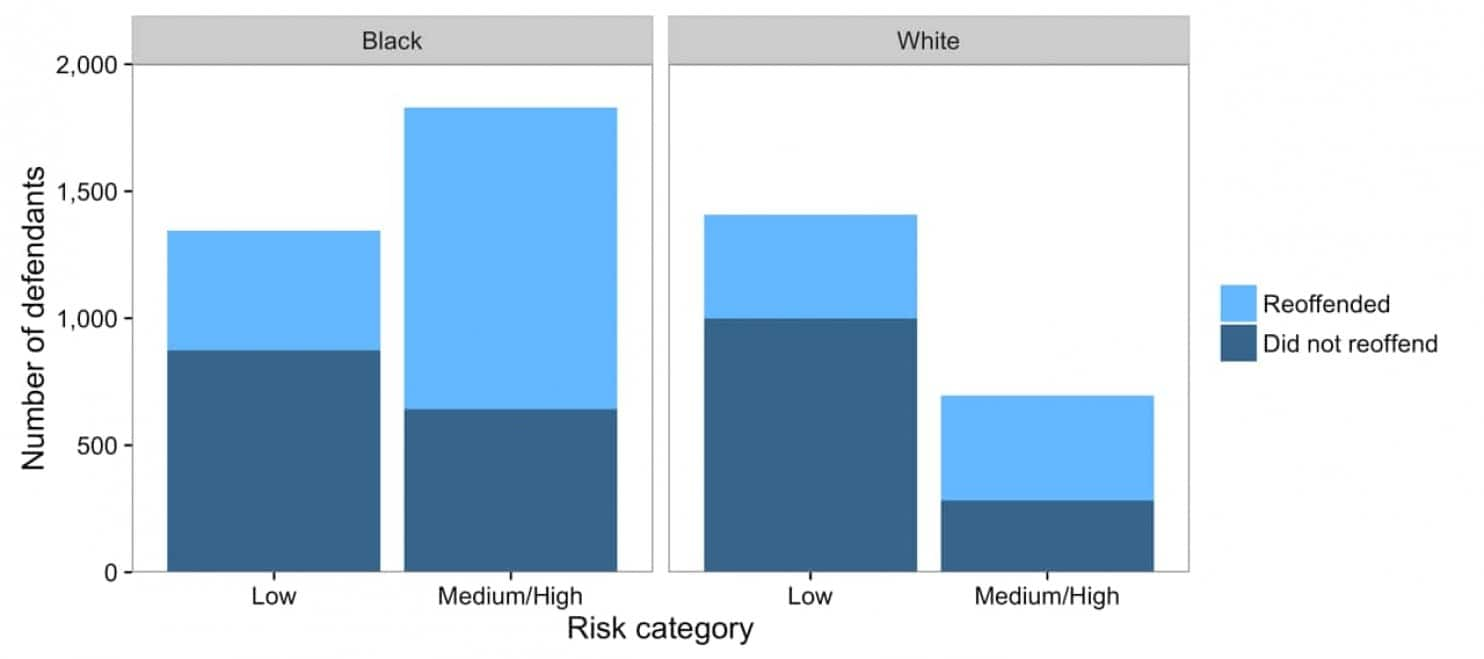 Black
White
2,000
1,500
1,000
500
0
Number of defendants
Low
Medium/High
Low
Medium/High
Risk category
Reoffended
Did not reoffend